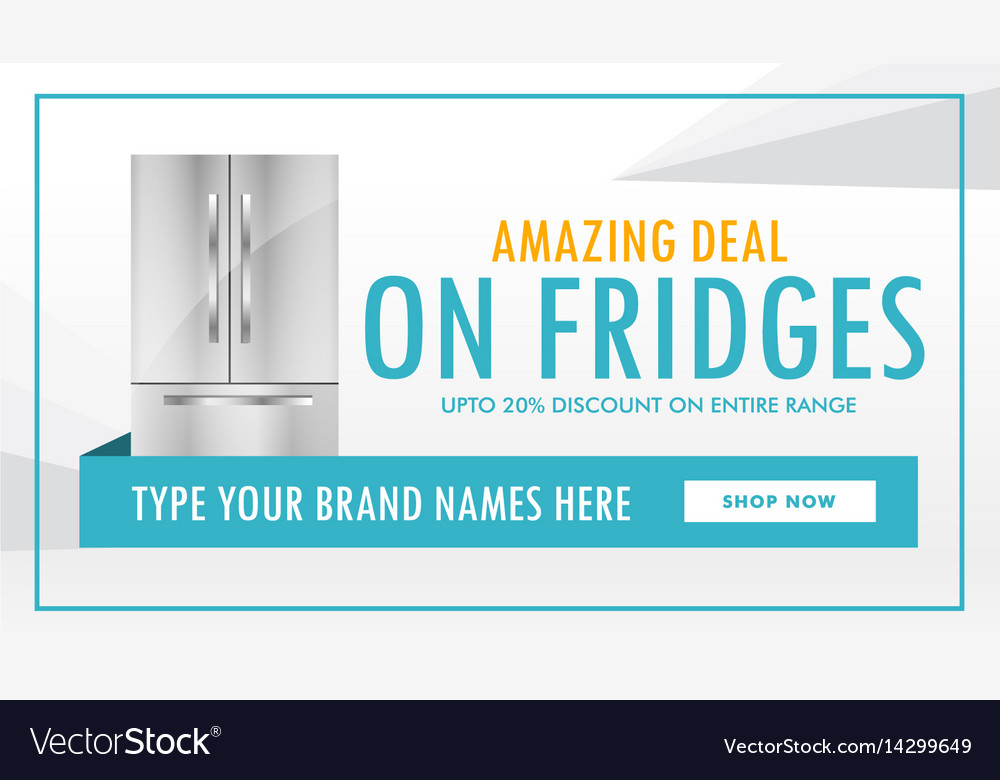 AMAZING DEAL
ON FRIDGES
UPTO 20% DISCOUNT ON ENTIRE RANGE
TYPE YOUR BRAND NAMES HERE
SHOP NOW
VectorStock®
VectorStock.com/14299649